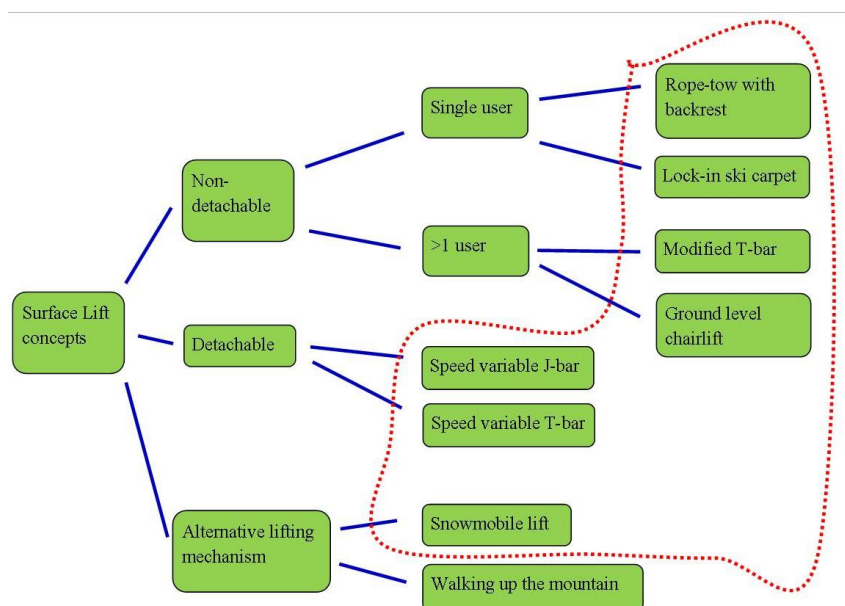 Single user
Rope-tow with
backrest
Lock-in ski carpet
Non-
detachable
>1 user
Modified T-bar
Ground level
chairlift
Surface Lift
concepts
Detachable
Speed variable J-bar
Speed variable T-bar
Alternative lifting
mechanism
Snowmobile lift
Walking up the mountain